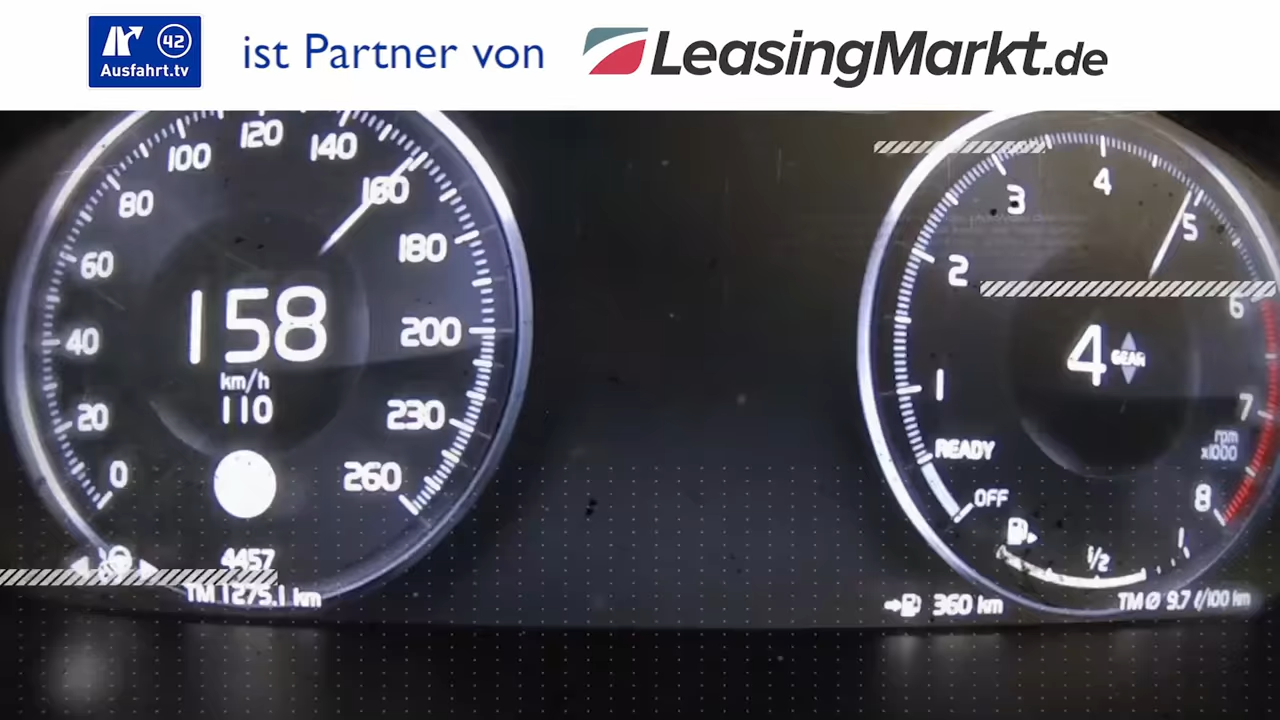 42
Ausfahrt.tv
ist Partner von
LeasingMarkt.de
0
20
40
60
80
100
120
140
160
180
200
230
260
158
km/h
110
4457
TM 1275.1 km
OFF
READY
1
2
3
4
5
6
7
8
rpm
x1000
4 GEAR
1/2
1
360 km
TM Ø 9.7 ℓ/100 km